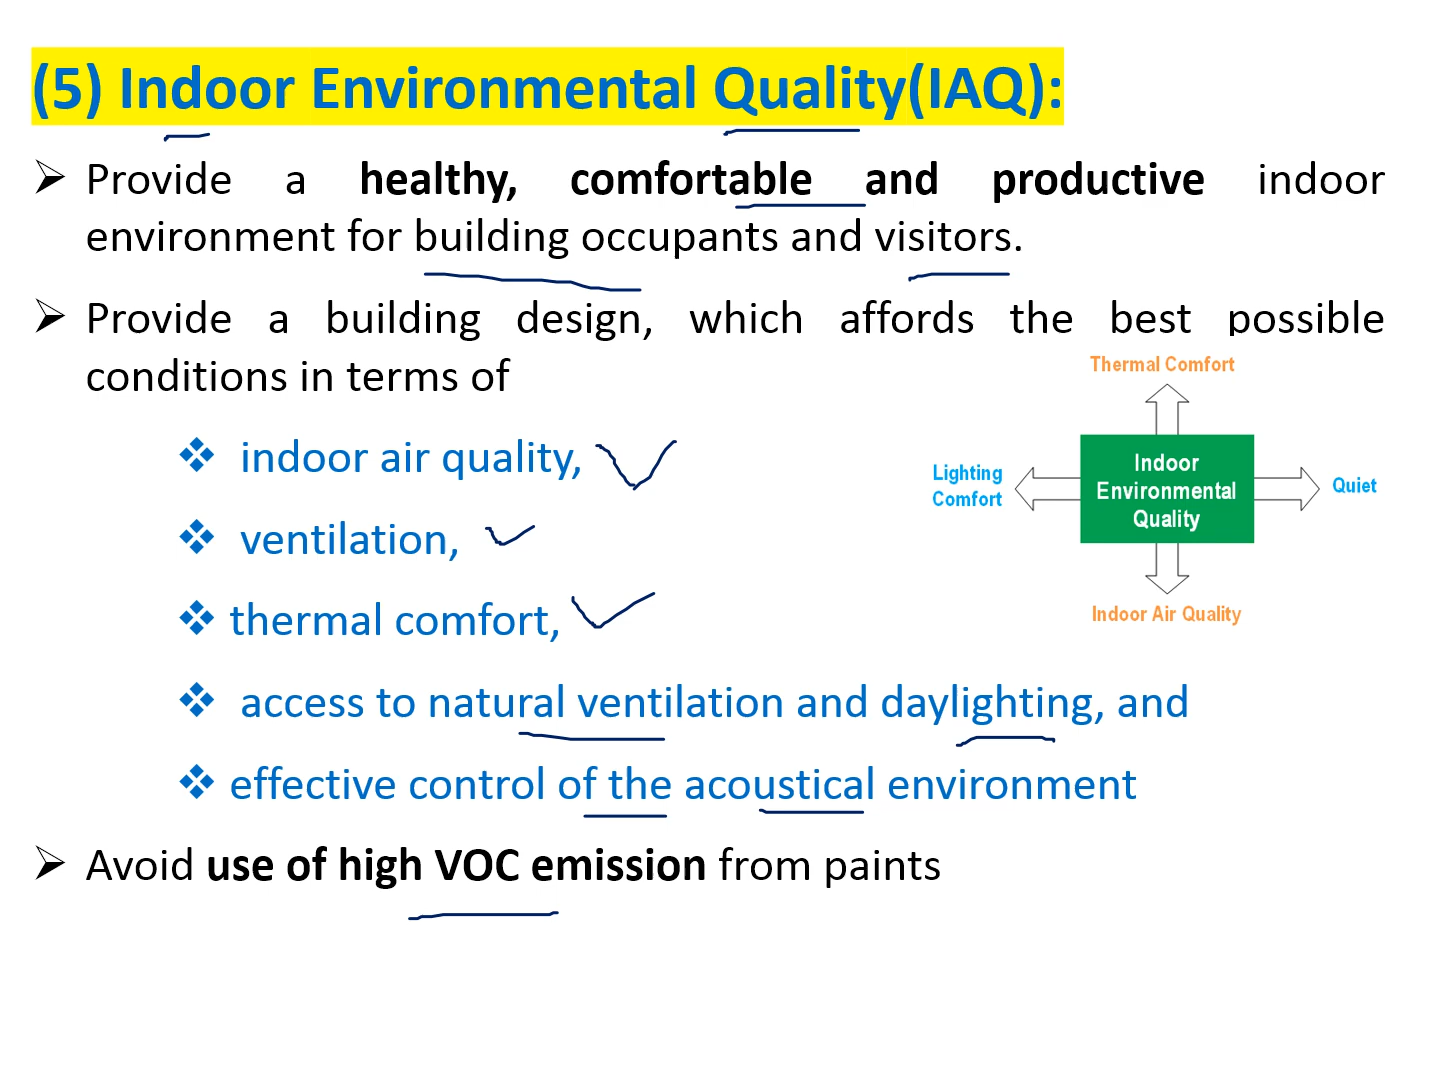 (5) Indoor Environmental Quality(IAQ):
➢ Provide a healthy, comfortable and productive indoor
environment for building occupants and visitors.
➢ Provide a building design, which affords the best possible
conditions in terms of
❖ indoor air quality,
❖ ventilation,
❖ thermal comfort,
❖ access to natural ventilation and daylighting, and
❖ effective control of the acoustical environment
➢ Avoid use of high VOC emission from paints
Thermal Comfort
Lighting
Comfort
Indoor
Environmental
Quality
Quiet
Indoor Air Quality